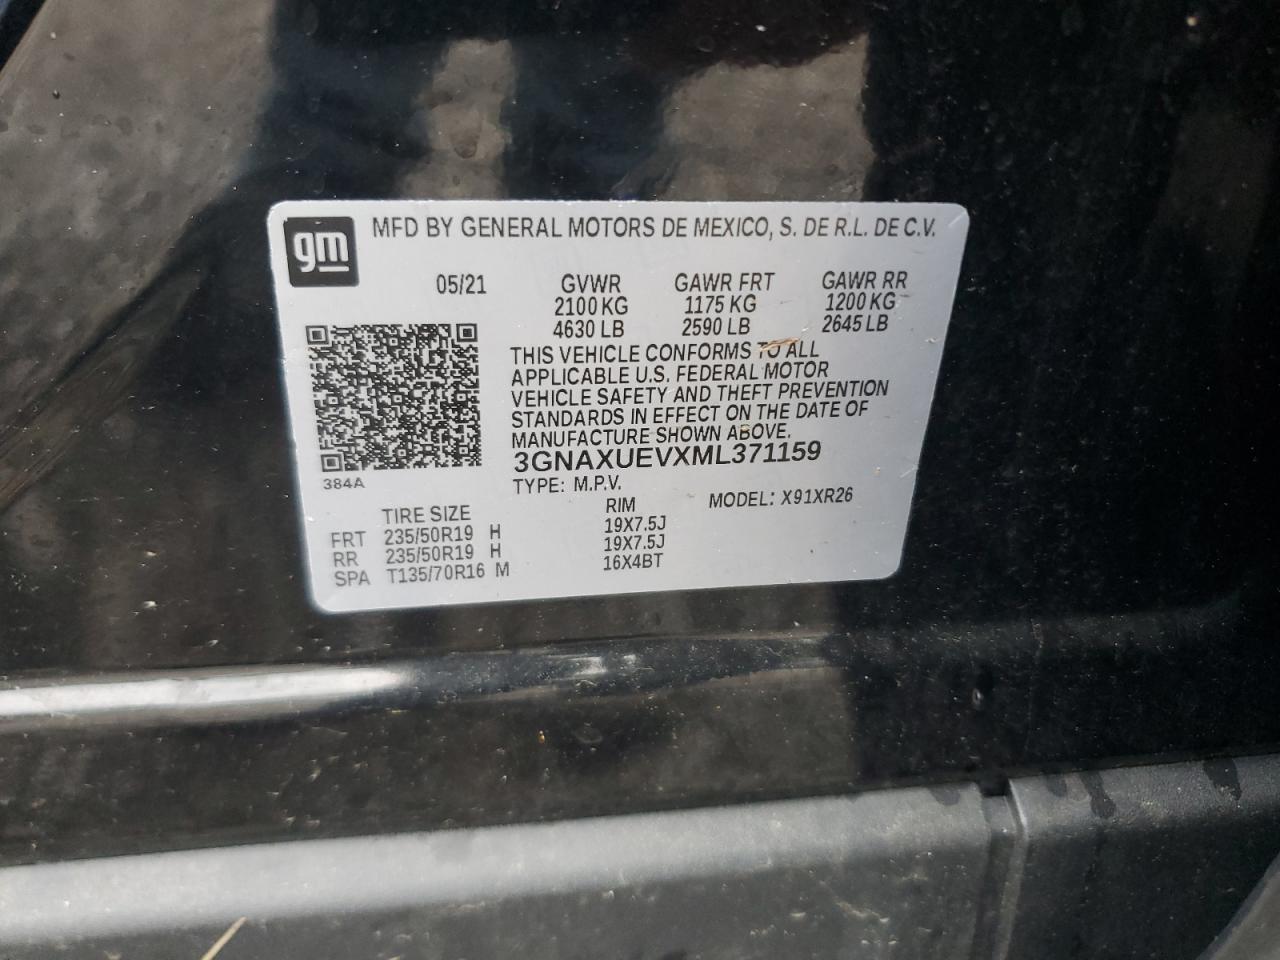 gm
MFD BY GENERAL MOTORS DE MEXICO, S. DE R.L. DE C.V.
05/21 GVWR GAWR FRT GAWR RR
2100 KG 1175 KG 1200 KG
4630 LB 2590 LB 2645 LB
THIS VEHICLE CONFORMS TO ALL
APPLICABLE U.S. FEDERAL MOTOR
VEHICLE SAFETY AND THEFT PREVENTION
STANDARDS IN EFFECT ON THE DATE OF
MANUFACTURE SHOWN ABOVE.
3GNAXUEVXML371159
384A
TYPE: M.P.V.
MODEL: X91XR26
TIRE SIZE RIM
FRT 235/50R19 H 19X7.5J
RR 235/50R19 H 19X7.5J
SPA T135/70R16 M 16X4BT